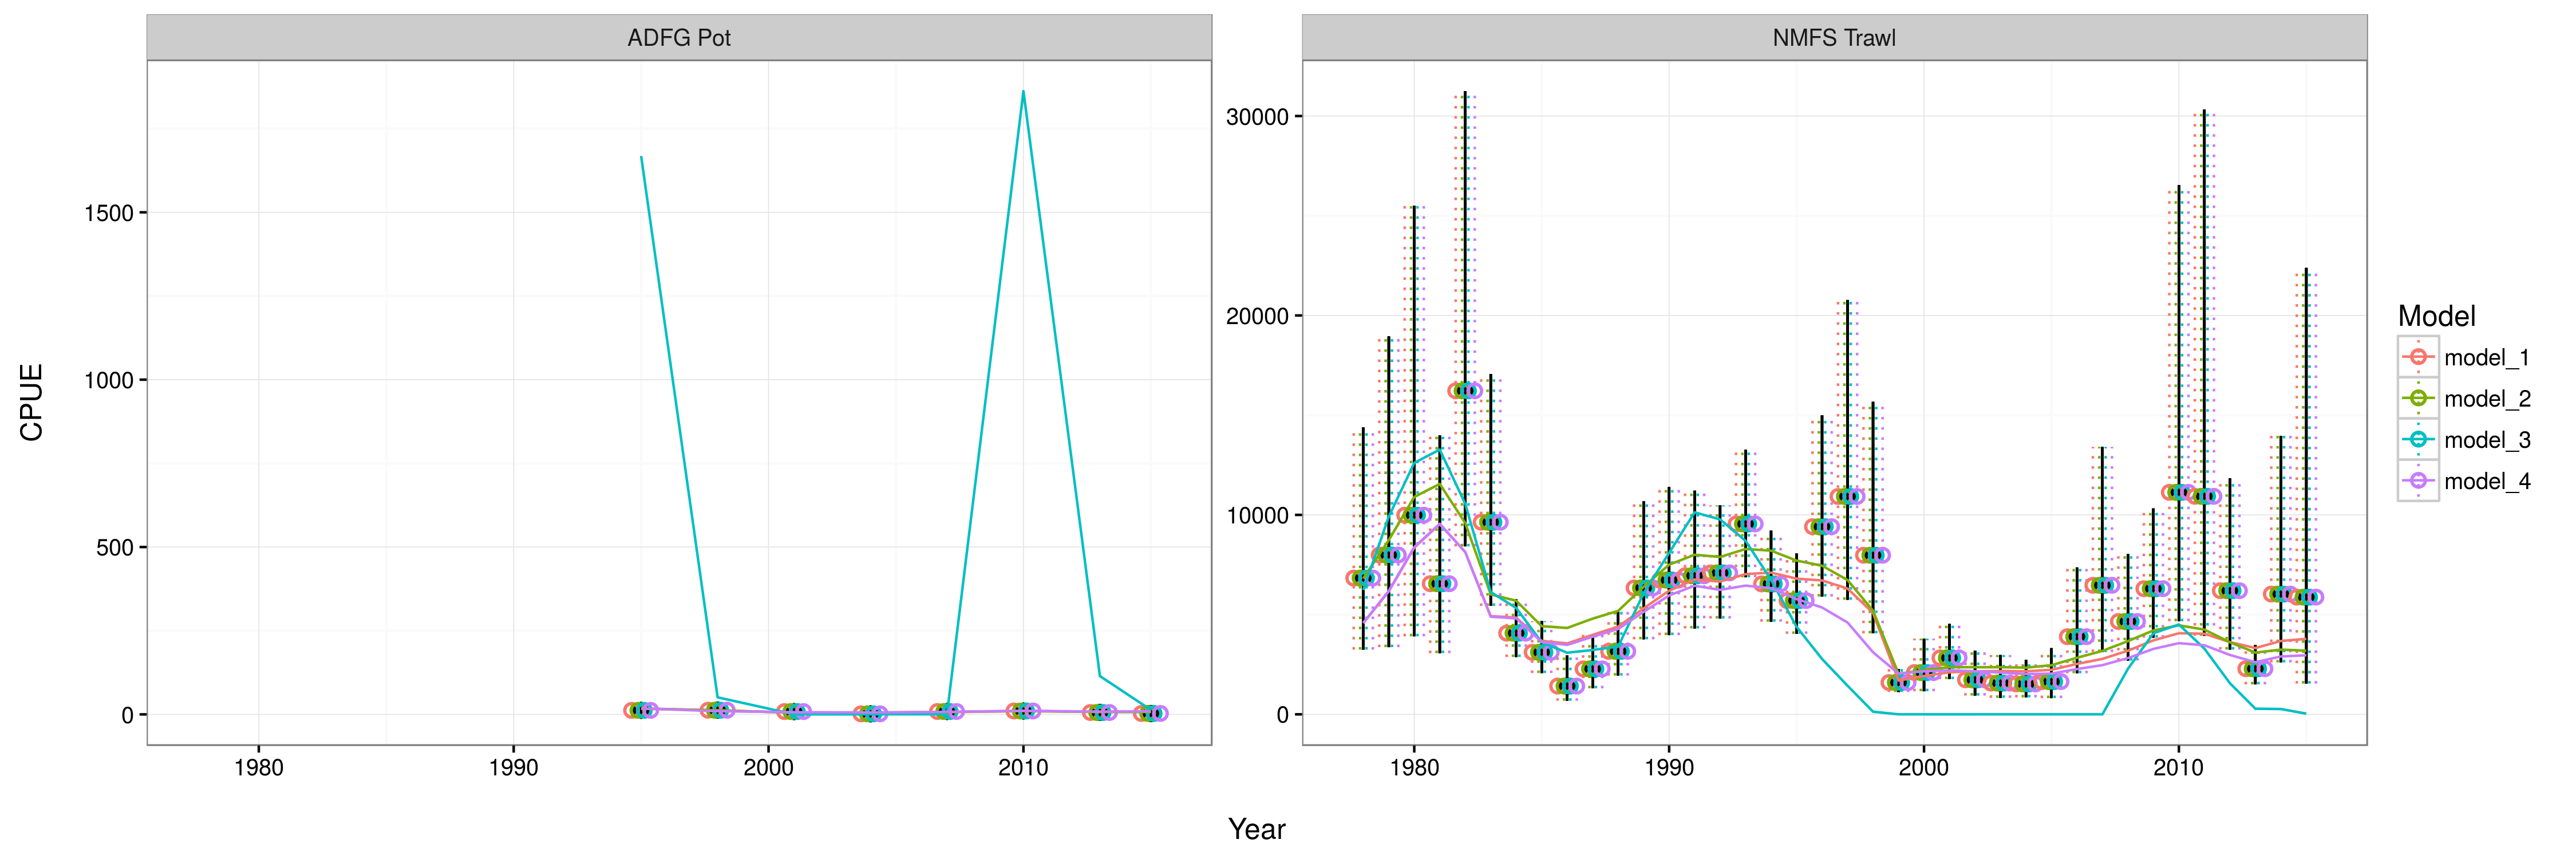 ADFG Pot
NMFS Trawl
CPUE
1500
1000
500
0
30000
20000
10000
0
1980
1990
2000
2010
1980
1990
2000
2010
Year
Model
model_1
model_2
model_3
model_4